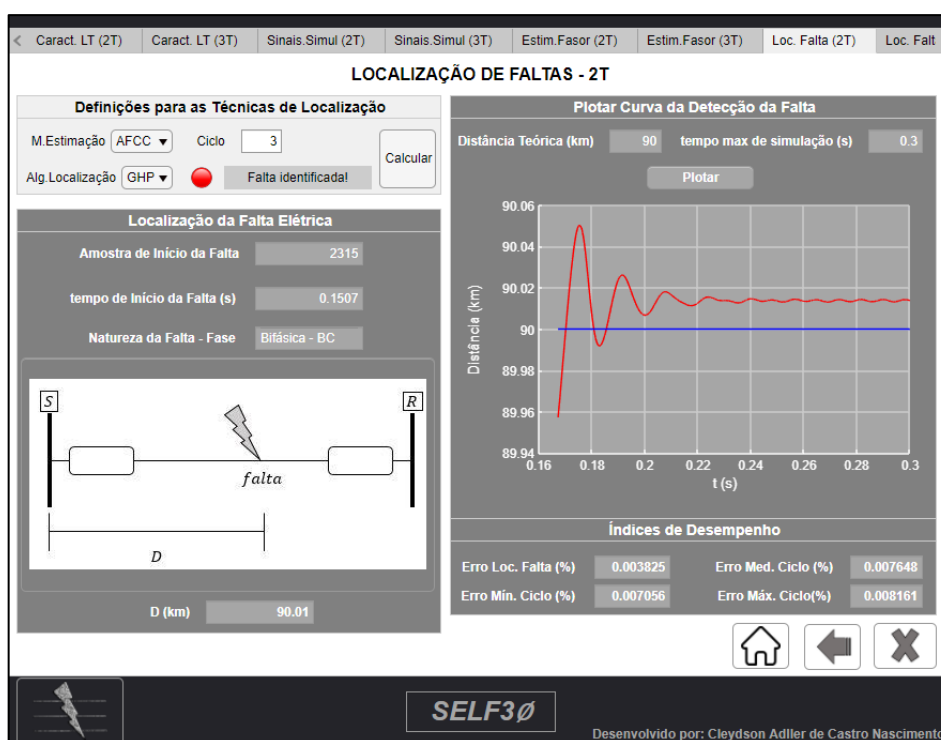 < Caract. LT (2T) Caract. LT (3T) Sinais.Simul (2T) Sinais.Simul (3T) Estim.Fasor (2T) Estim.Fasor (3T) Loc. Falta (2T) Loc. Falt
LOCALIZAÇÃO DE FALTAS - 2T
Definições para as Técnicas de Localização
M.Estimação AFCC Ciclo 3
Calcular
Alg.Localização GHP Falta identificada!
Localização da Falta Elétrica
Amostra de Início da Falta 2315
tempo de Início da Falta (s) 0.1507
Natureza da Falta - Fase Bifásica - BC
S R
falta
D
D (km) 90.01
Plotar Curva da Detecção da Falta
Distância Teórica (km) 90 tempo max de simulação (s) 0.3
Plotar
90.06
90.04
90.02
90
89.98
89.96
89.94
Distância (km)
0.16 0.18 0.2 0.22 0.24 0.26 0.28 0.3
t (s)
Índices de Desempenho
Erro Loc. Falta (%) 0.003825 Erro Med. Ciclo (%) 0.007648
Erro Mín. Ciclo (%) 0.007056 Erro Máx. Ciclo(%) 0.008161
SELF3Ø
Desenvolvido por: Cleydson Adller de Castro Nascimento